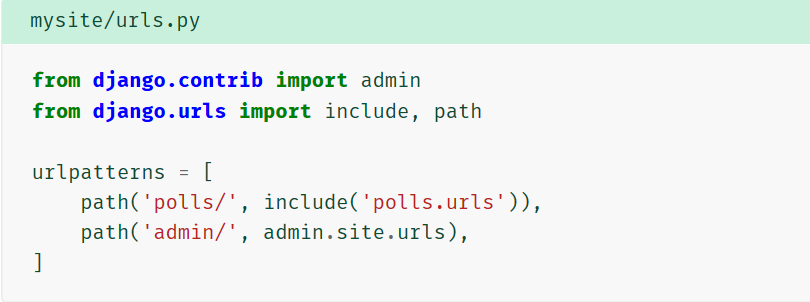 mysite/urls.py
from django.contrib import admin
from django.urls import include, path
urlpatterns = [
    path('polls/', include('polls.urls')),
    path('admin/', admin.site.urls),
]